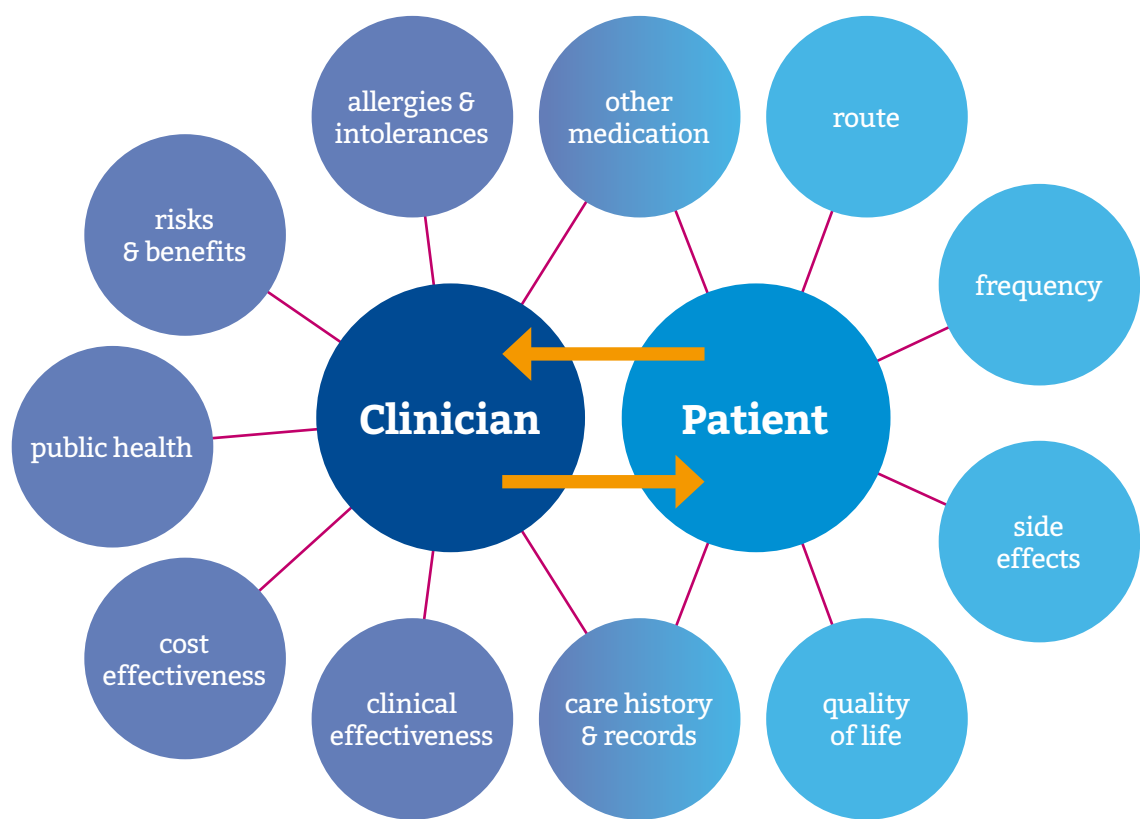 allergies &
intolerances
other
medication
route
risks
& benefits
frequency
Clinician
Patient
public health
side
effects
cost
effectiveness
clinical
effectiveness
care history
& records
quality
of life